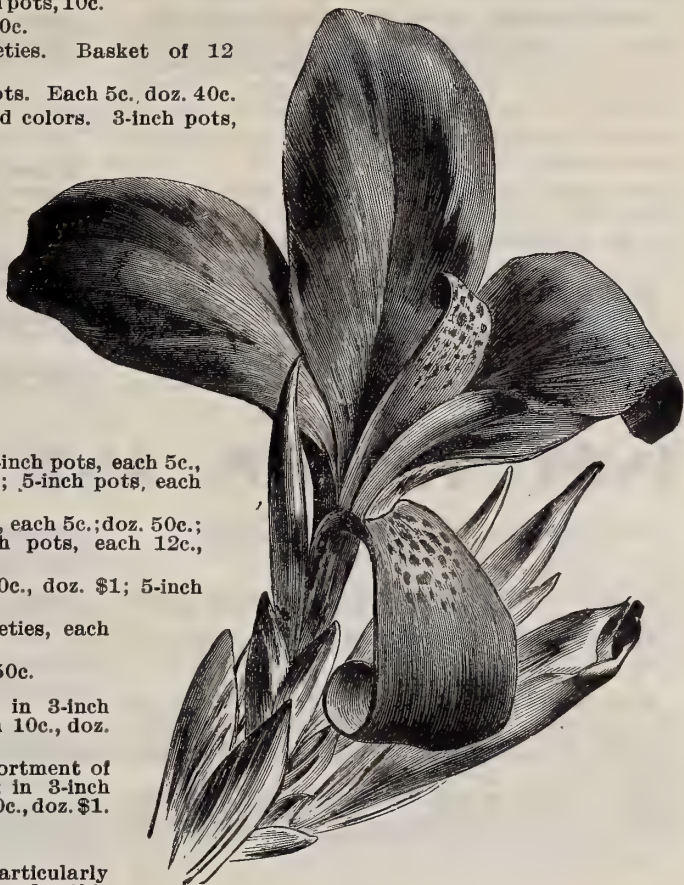 pots, 10c.
0c.
eties. Basket of 12
ots. Each 5c., doz. 40c.
d colors. 3-inch pots,
-inch pots, each 5c.,
; 5-inch pots, each
, each 5c.; doz. 50c.;
h pots, each 12c.,
0c., doz. $1; 5-inch
eties, each
50c.
in 3-inch
10c., doz.
ortment of
in 3-inch
0c., doz. $1.
articularly